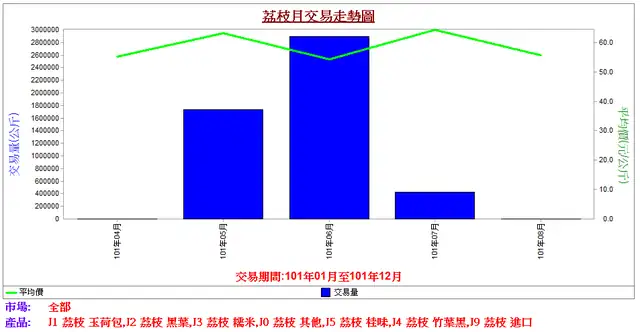 荔枝月交易走勢圖
3000000
2800000
2600000
2400000
2200000
2000000
1800000
1600000
1400000
1200000
1000000
800000
600000
400000
200000
0
交易量(公斤)
60.0
50.0
40.0
30.0
20.0
10.0
0.0
平均價(元/公斤)
101年04月
101年05月
101年06月
101年07月
101年08月
交易期間:101年01月至101年12月
平均價 交易量
市場: 全部
產品: J1 荔枝 玉荷包,J2 荔枝 黑葉,J3 荔枝 糯米,J0 荔枝 其他,J5 荔枝 桂味,J4 荔枝 竹葉黑,J9 荔枝 進口